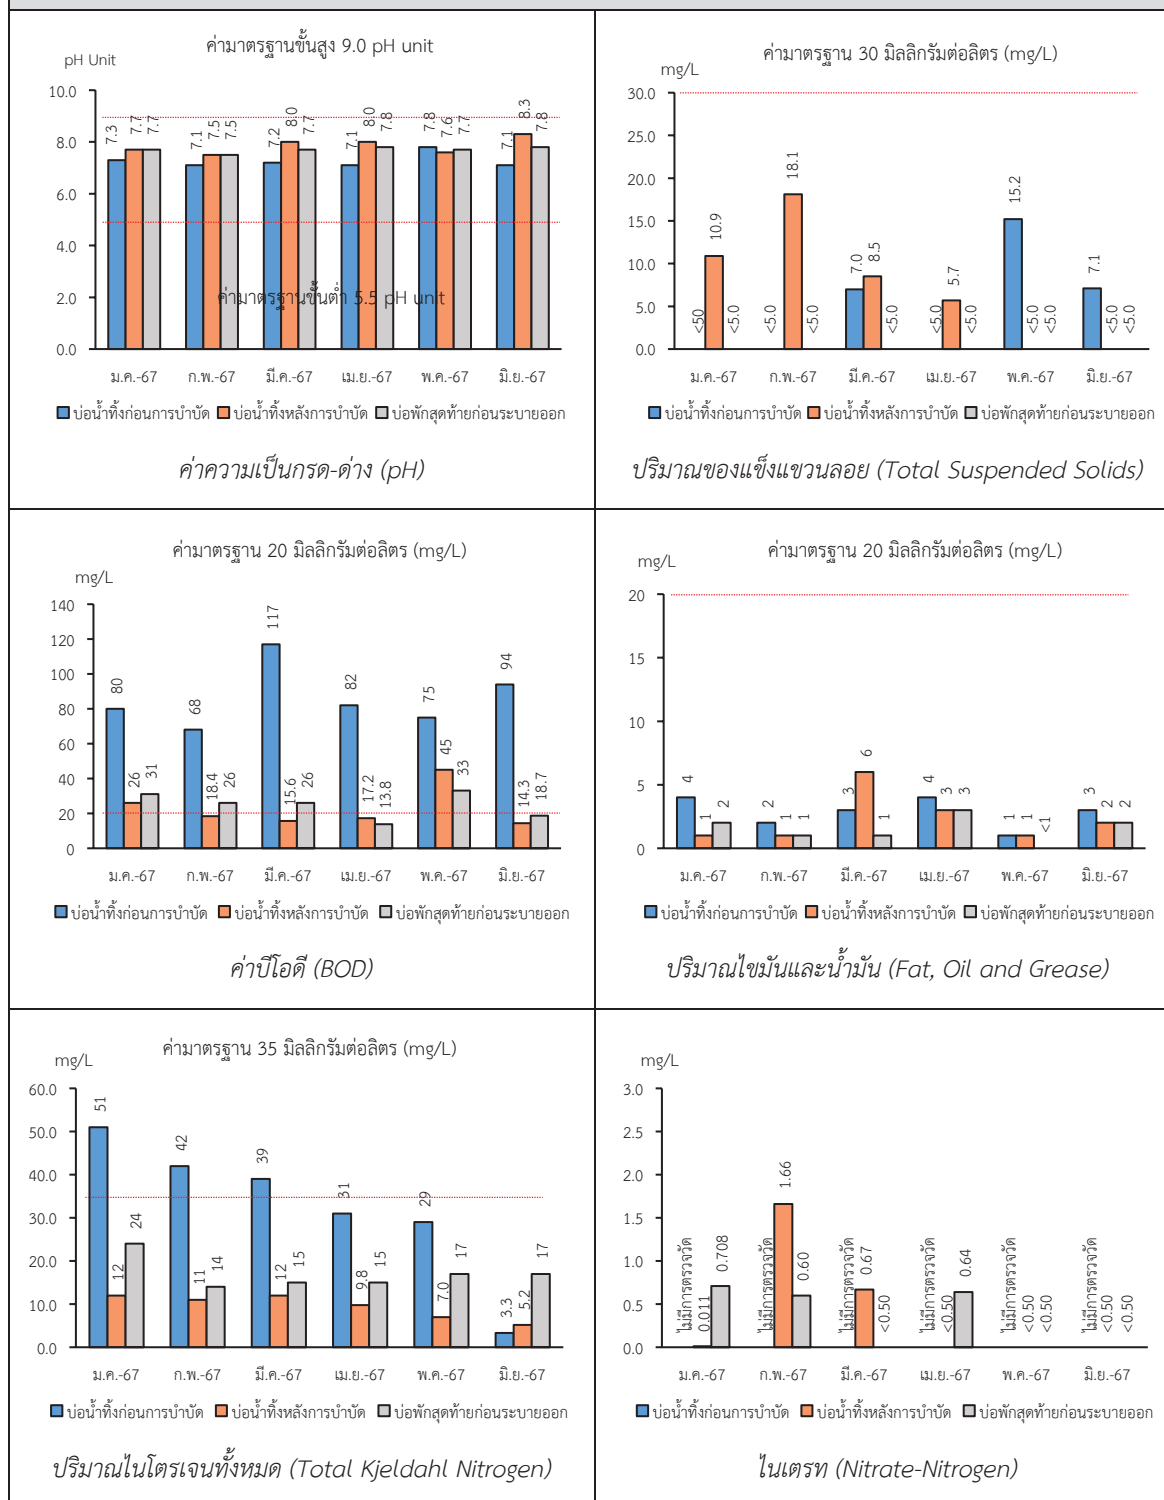 ค่ามาตรฐานขั้นสูง 9.0 pH unit
pH Unit
10.0
8.0
6.0
4.0
2.0
0.0
7.3 7.7 7.7
7.1 7.5 7.5
7.2 8.0 7.7
7.1 8.0 7.8
7.8 7.6 7.7
7.1 8.3 7.8
ค่ามาตรฐานขั้นต่ำ 5.5 pH unit
ม.ค.-67 ก.พ.-67 มี.ค.-67 เม.ย.-67 พ.ค.-67 มิ.ย.-67
บ่อน้ำทิ้งก่อนการบำบัด บ่อน้ำทิ้งหลังการบำบัด บ่อพักสุดท้ายก่อนระบายออก
ค่าความเป็นกรด-ด่าง (pH)
ค่ามาตรฐาน 30 มิลลิกรัมต่อลิตร (mg/L)
mg/L
30.0
25.0
20.0
15.0
10.0
5.0
0.0
<50 10.9 <5.0
<5.0 18.1 <5.0
7.0 8.5 <5.0
<5.0 5.7 <5.0
15.2 <5.0 <5.0
7.1 <5.0 <5.0
ม.ค.-67 ก.พ.-67 มี.ค.-67 เม.ย.-67 พ.ค.-67 มิ.ย.-67
บ่อน้ำทิ้งก่อนการบำบัด บ่อน้ำทิ้งหลังการบำบัด บ่อพักสุดท้ายก่อนระบายออก
ปริมาณของแข็งแขวนลอย (Total Suspended Solids)
ค่ามาตรฐาน 20 มิลลิกรัมต่อลิตร (mg/L)
mg/L
140
120
100
80
60
40
20
0
80 26 31
68 18.4 26
117 15.6 26
82 17.2 13.8
75 45 33
94 14.3 18.7
ม.ค.-67 ก.พ.-67 มี.ค.-67 เม.ย.-67 พ.ค.-67 มิ.ย.-67
บ่อน้ำทิ้งก่อนการบำบัด บ่อน้ำทิ้งหลังการบำบัด บ่อพักสุดท้ายก่อนระบายออก
ค่าบีโอดี (BOD)
ค่ามาตรฐาน 20 มิลลิกรัมต่อลิตร (mg/L)
mg/L
20
15
10
5
0
4 1 2
2 1 1
3 6 1
4 3 3
1 1 <1
3 2 2
ม.ค.-67 ก.พ.-67 มี.ค.-67 เม.ย.-67 พ.ค.-67 มิ.ย.-67
บ่อน้ำทิ้งก่อนการบำบัด บ่อน้ำทิ้งหลังการบำบัด บ่อพักสุดท้ายก่อนระบายออก
ปริมาณไขมันและน้ำมัน (Fat, Oil and Grease)
ค่ามาตรฐาน 35 มิลลิกรัมต่อลิตร (mg/L)
mg/L
60.0
50.0
40.0
30.0
20.0
10.0
0.0
51 12 24
42 11 14
39 12 15
31 9.8 15
29 7.0 17
3.3 5.2 17
ม.ค.-67 ก.พ.-67 มี.ค.-67 เม.ย.-67 พ.ค.-67 มิ.ย.-67
บ่อน้ำทิ้งก่อนการบำบัด บ่อน้ำทิ้งหลังการบำบัด บ่อพักสุดท้ายก่อนระบายออก
ปริมาณไนโตรเจนทั้งหมด (Total Kjeldahl Nitrogen)
mg/L
3.0
2.5
2.0
1.5
1.0
0.5
0.0
ไม่มีการตรวจวัด 0.011 0.708
ไม่มีการตรวจวัด 1.66 0.60
ไม่มีการตรวจวัด 0.67 <0.50
ไม่มีการตรวจวัด <0.50 0.64
ไม่มีการตรวจวัด <0.50 <0.50
ไม่มีการตรวจวัด <0.50 <0.50
ม.ค.-67 ก.พ.-67 มี.ค.-67 เม.ย.-67 พ.ค.-67 มิ.ย.-67
บ่อน้ำทิ้งก่อนการบำบัด บ่อน้ำทิ้งหลังการบำบัด บ่อพักสุดท้ายก่อนระบายออก
ไนเตรท (Nitrate-Nitrogen)